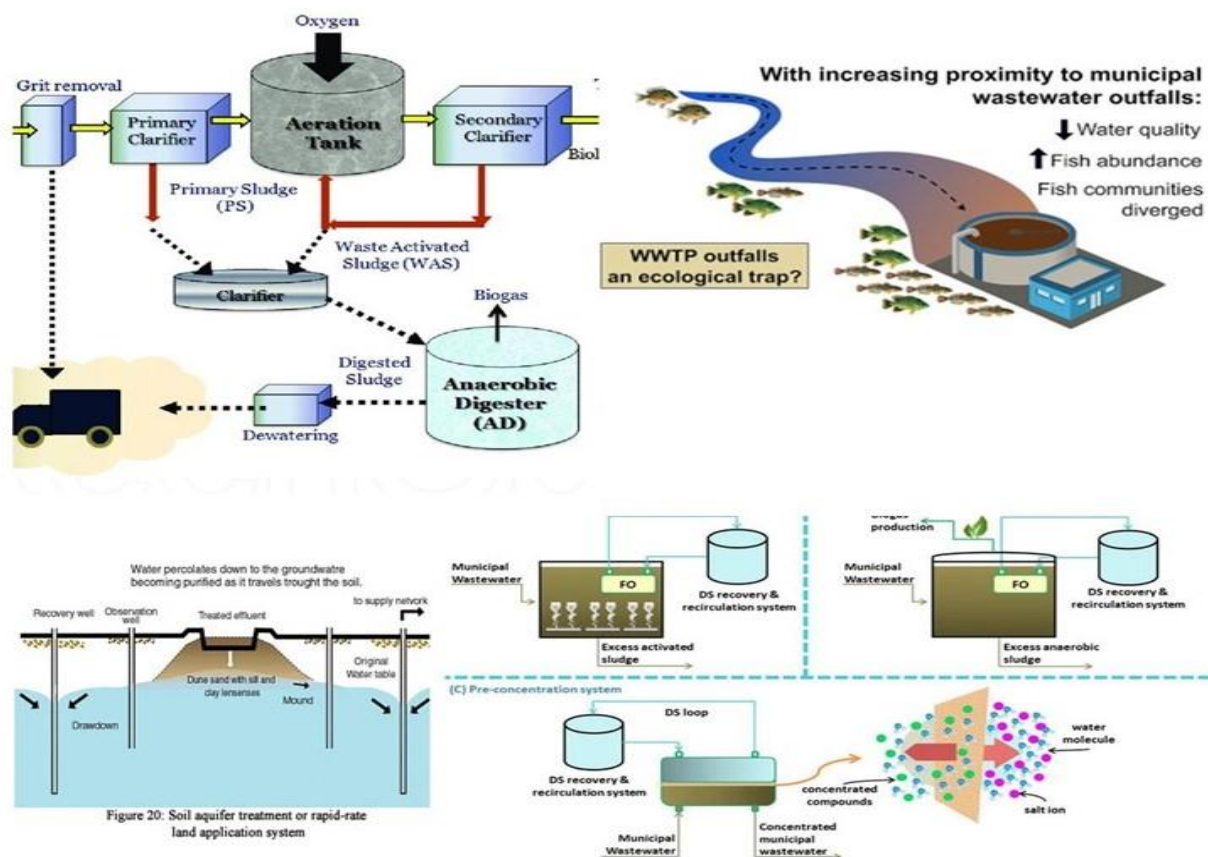 Oxygen
Grit removal
Primary
Clarifier
Aeration
Tank
Secondary
Clarifier
Primary Sludge
(PS)
Waste Activated
Sludge (WAS)
Clarifier
Biogas
Digested
Sludge
Anaerobic
Digester
(AD)
Dewatering
With increasing proximity to municipal
wastewater outfalls:
Water quality
Fish abundance
Fish communities
diverged
WWTP outfalls
an ecological trap?
Water percolates down to the groundwatre
becoming purified as it travels trought the soil.
Recovery well
Observation
well
Treated effluent
to supply network
Original
Water table
Dune sand with sill and
clay lensenses
Mound
Drawdown
Figure 20: Soil aquifer treatment or rapid-rate
land application system
Municipal
Wastewater
FO
DS recovery &
recirculation system
Excess activated
sludge
production
Municipal
Wastewater
FO
DS recovery &
recirculation system
Excess anaerobic
sludge
(C) Pre-concentration system
DS loop
DS recovery &
recirculation system
Municipal
Wastewater
Concentrated
municipal
wastewater
concentrated
compounds
water
molecule
salt ion